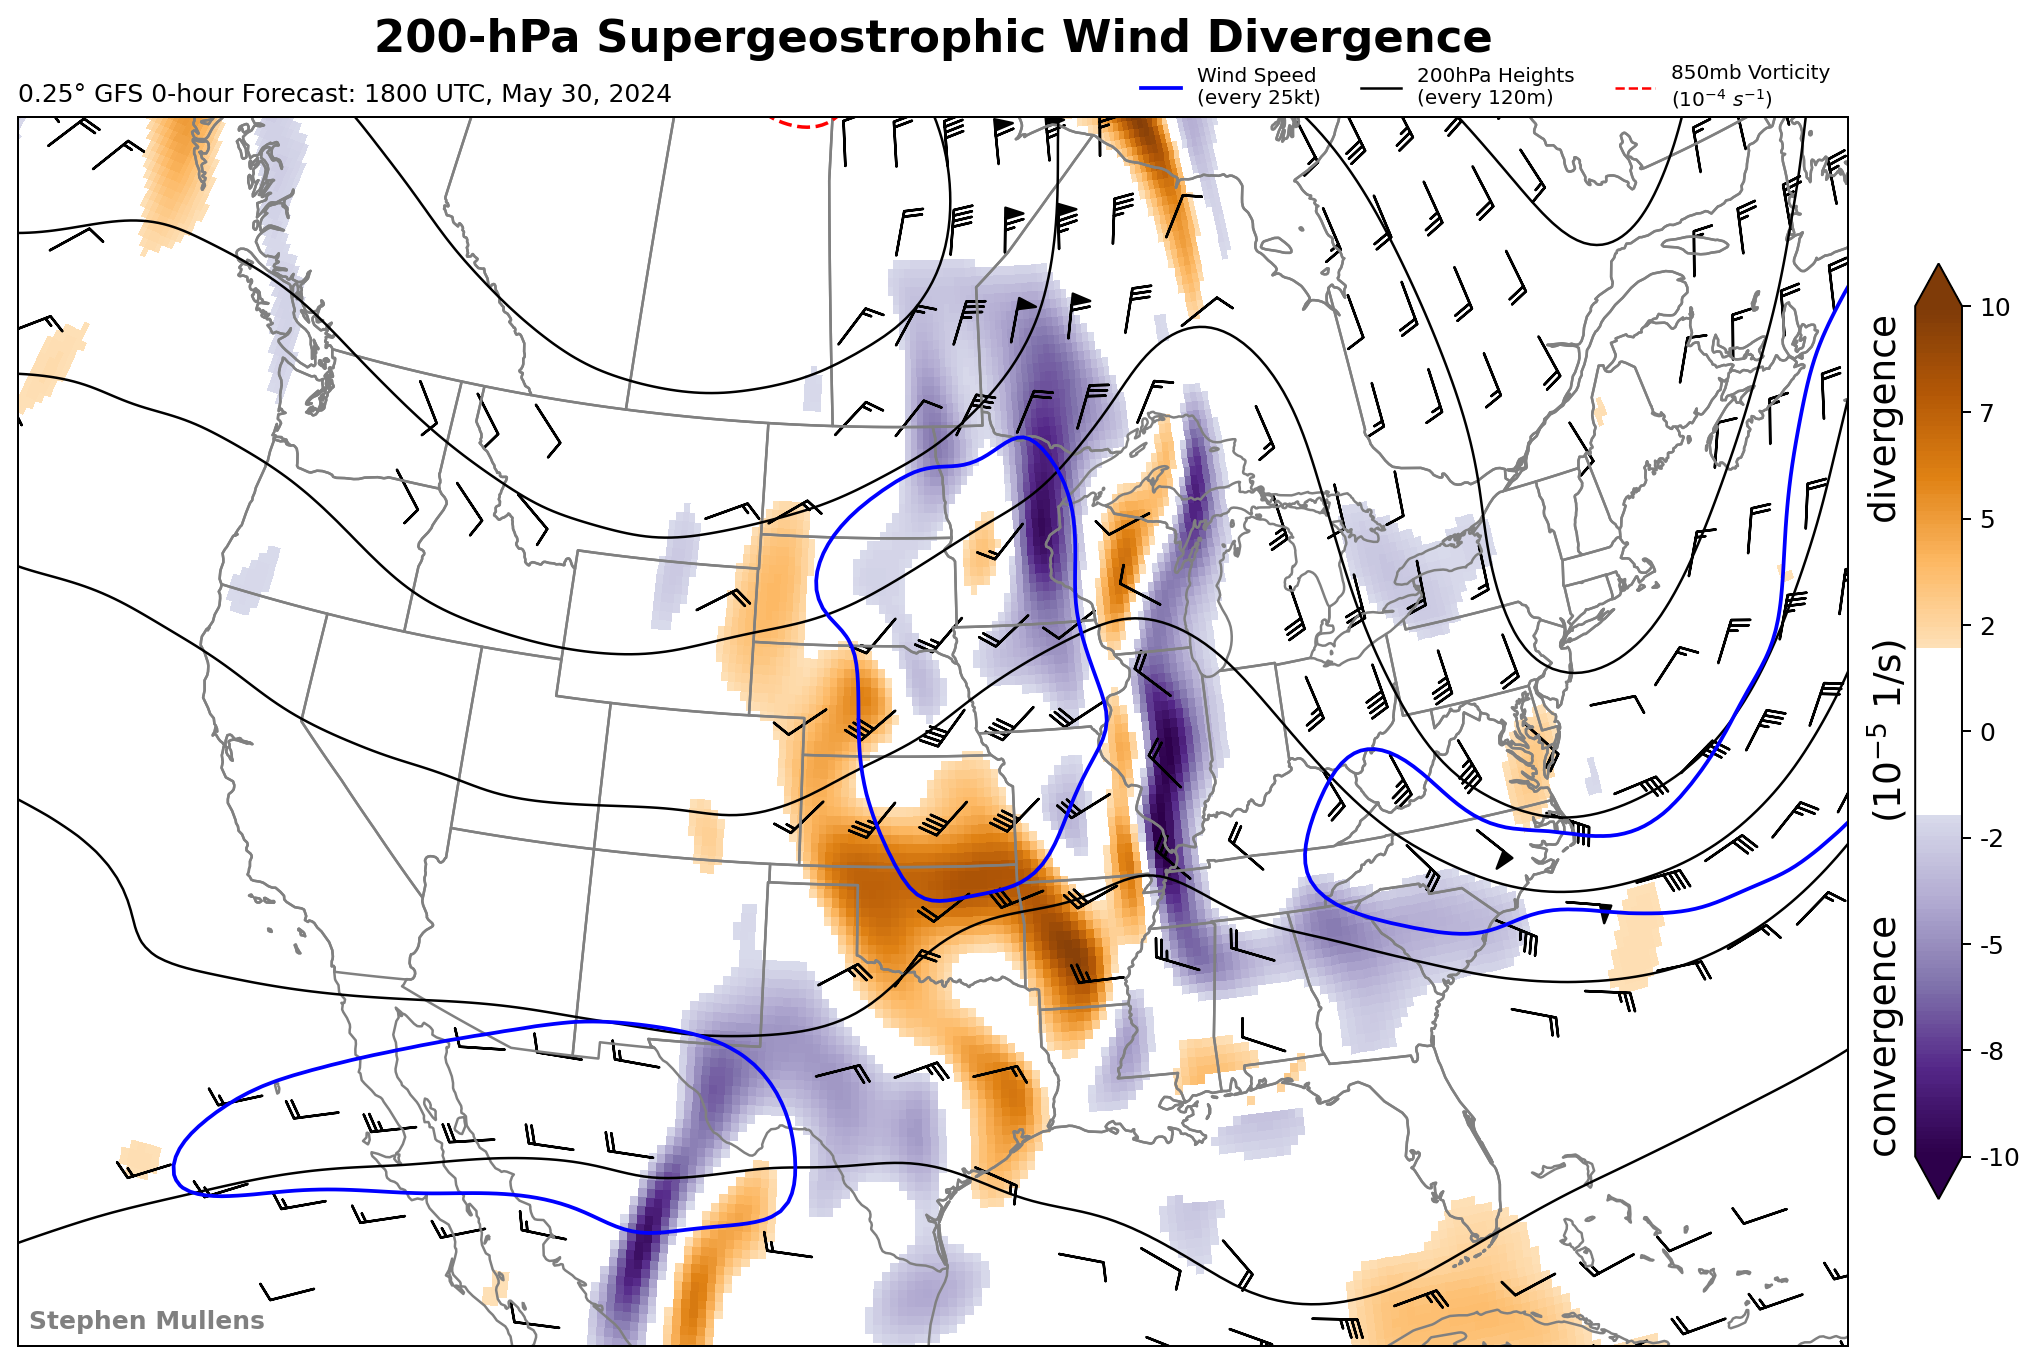 200-hPa Supergeostrophic Wind Divergence
0.25° GFS 0-hour Forecast: 1800 UTC, May 30, 2024
Wind Speed
(every 25kt)
200hPa Heights
(every 120m)
850mb Vorticity
(10⁻⁴ s⁻¹)
10
7
5
2
0
-2
-5
-8
-10
convergence (10⁻⁵ 1/s) divergence
Stephen Mullens